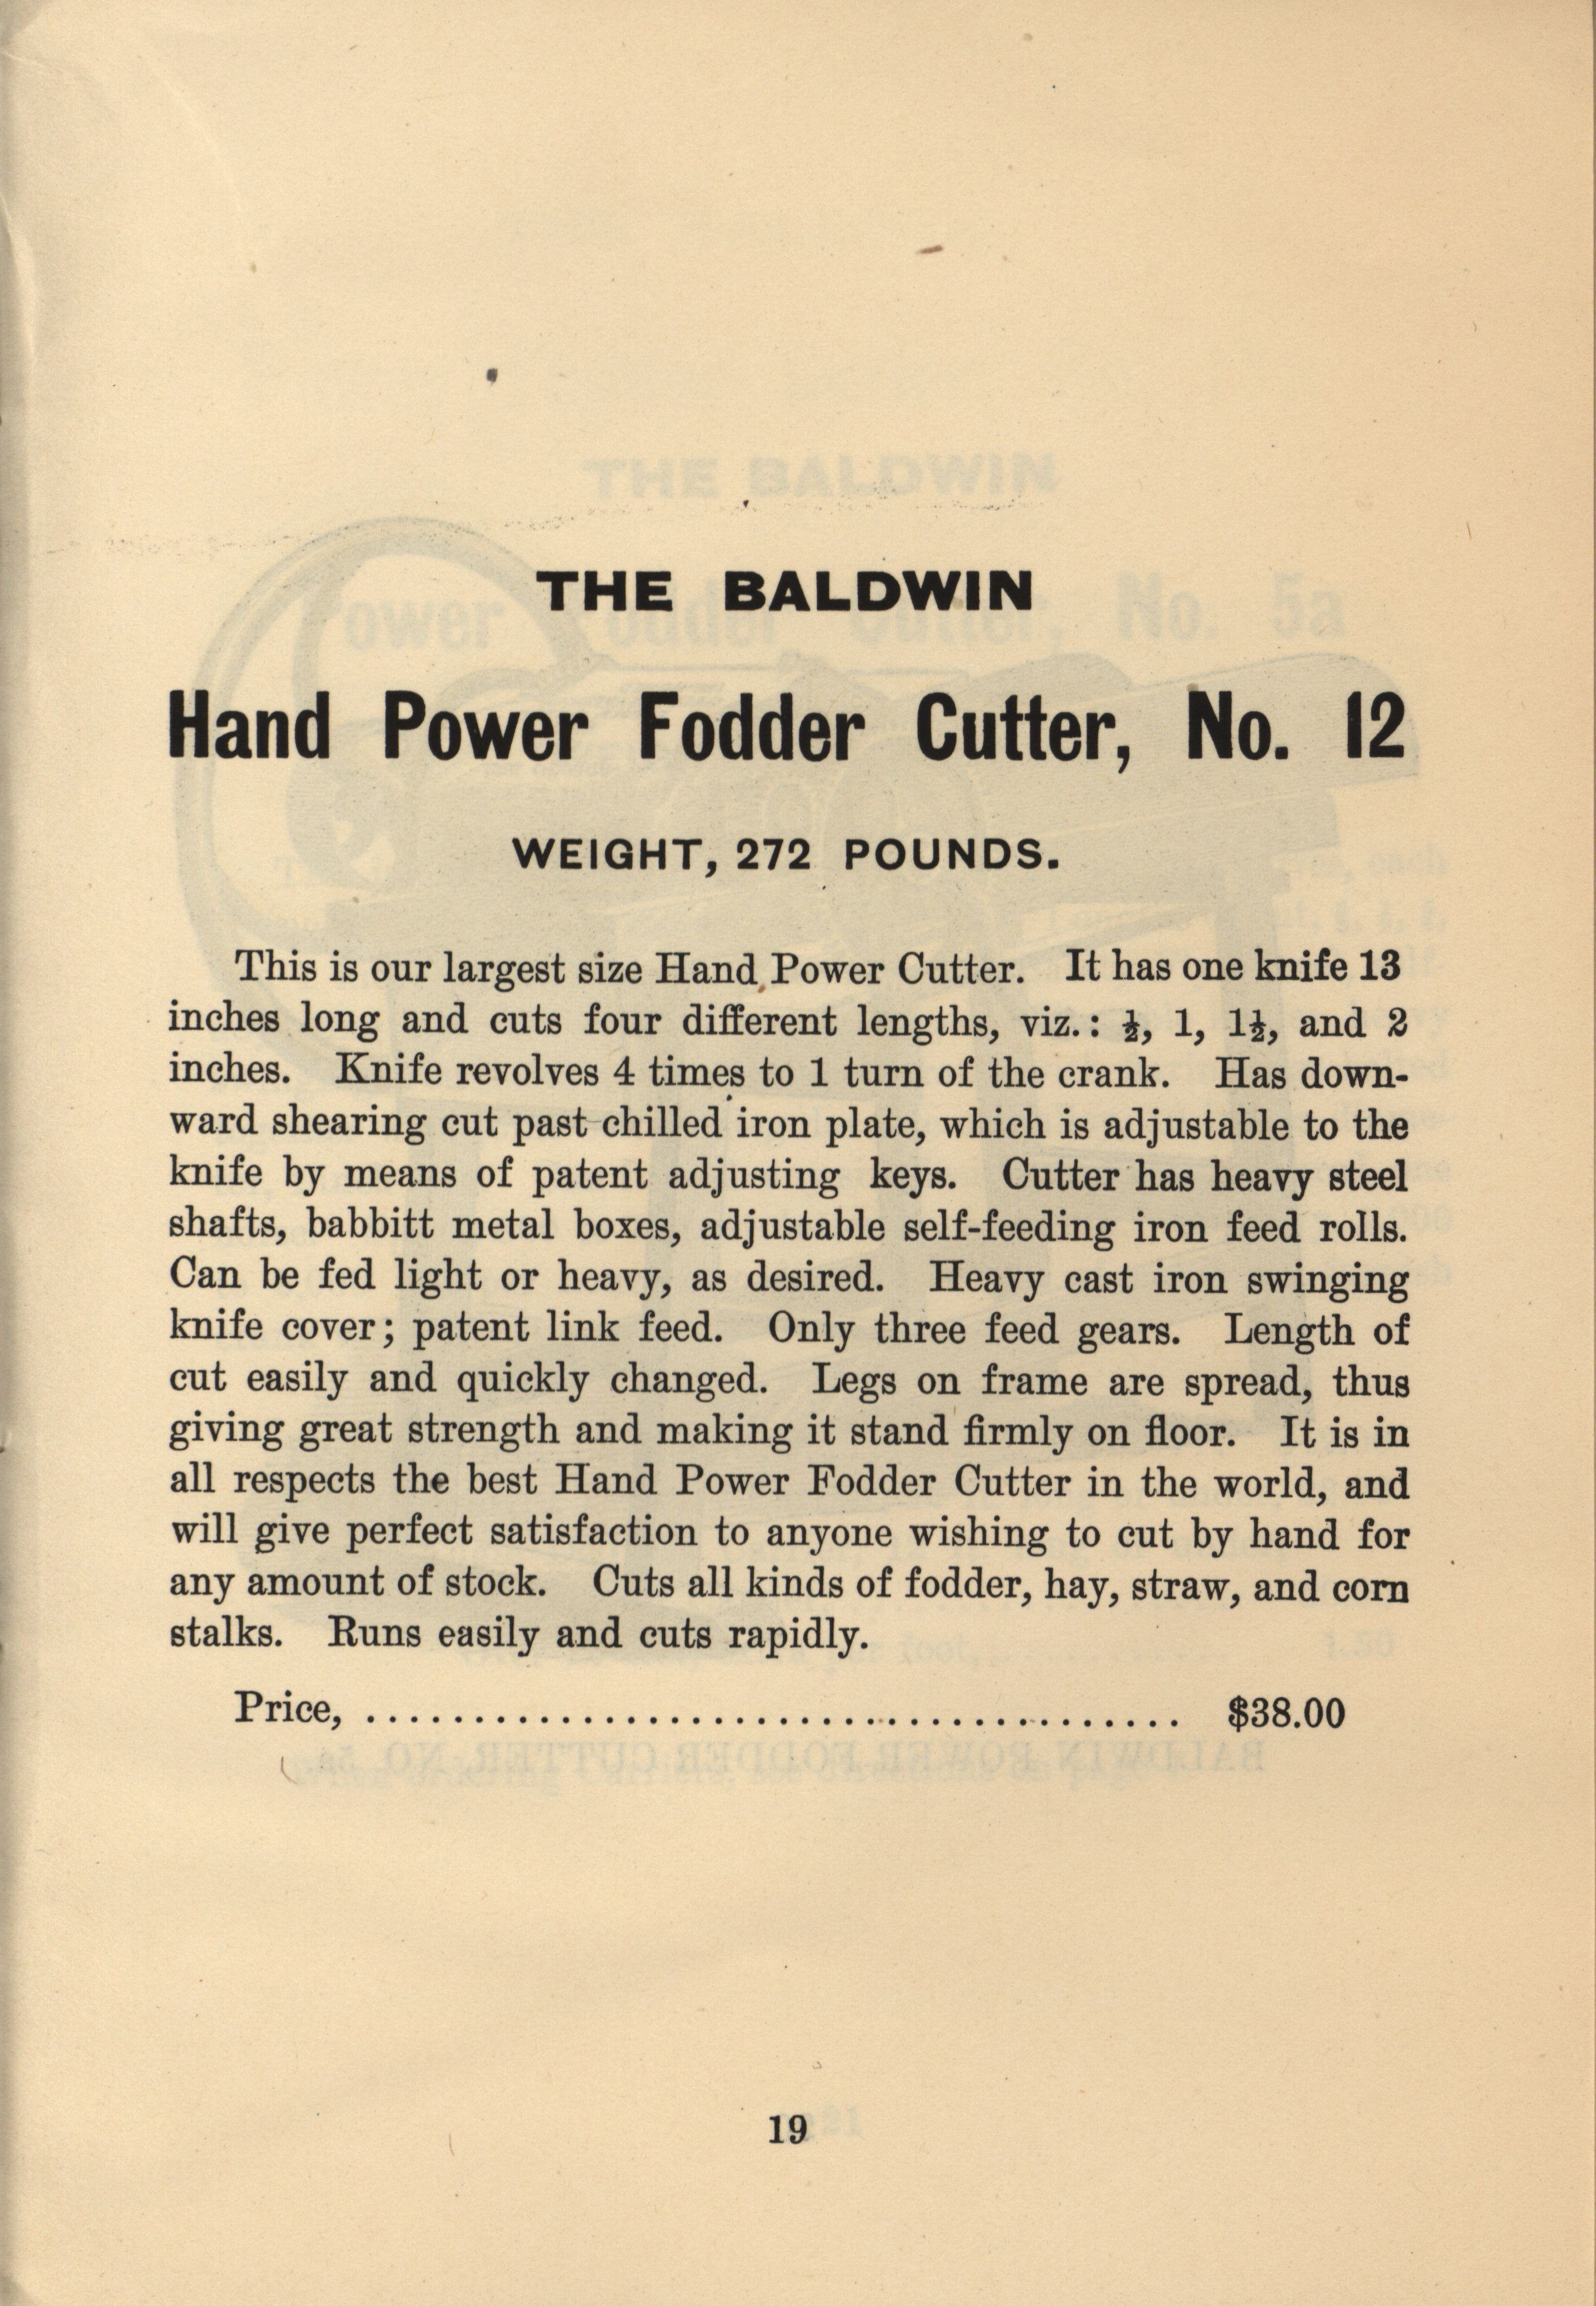 THE BALDWIN
Hand Power Fodder Cutter, No. 12
WEIGHT, 272 POUNDS.
This is our largest size Hand Power Cutter. It has one knife 13
inches long and cuts four different lengths, viz.: ½, 1, 1½, and 2
inches. Knife revolves 4 times to 1 turn of the crank. Has down-
ward shearing cut past chilled iron plate, which is adjustable to the
knife by means of patent adjusting keys. Cutter has heavy steel
shafts, babbitt metal boxes, adjustable self-feeding iron feed rolls.
Can be fed light or heavy, as desired. Heavy cast iron swinging
knife cover; patent link feed. Only three feed gears. Length of
cut easily and quickly changed. Legs on frame are spread, thus
giving great strength and making it stand firmly on floor. It is in
all respects the best Hand Power Fodder Cutter in the world, and
will give perfect satisfaction to anyone wishing to cut by hand for
any amount of stock. Cuts all kinds of fodder, hay, straw, and corn
stalks. Runs easily and cuts rapidly.
Price, ...................................... $38.00
19